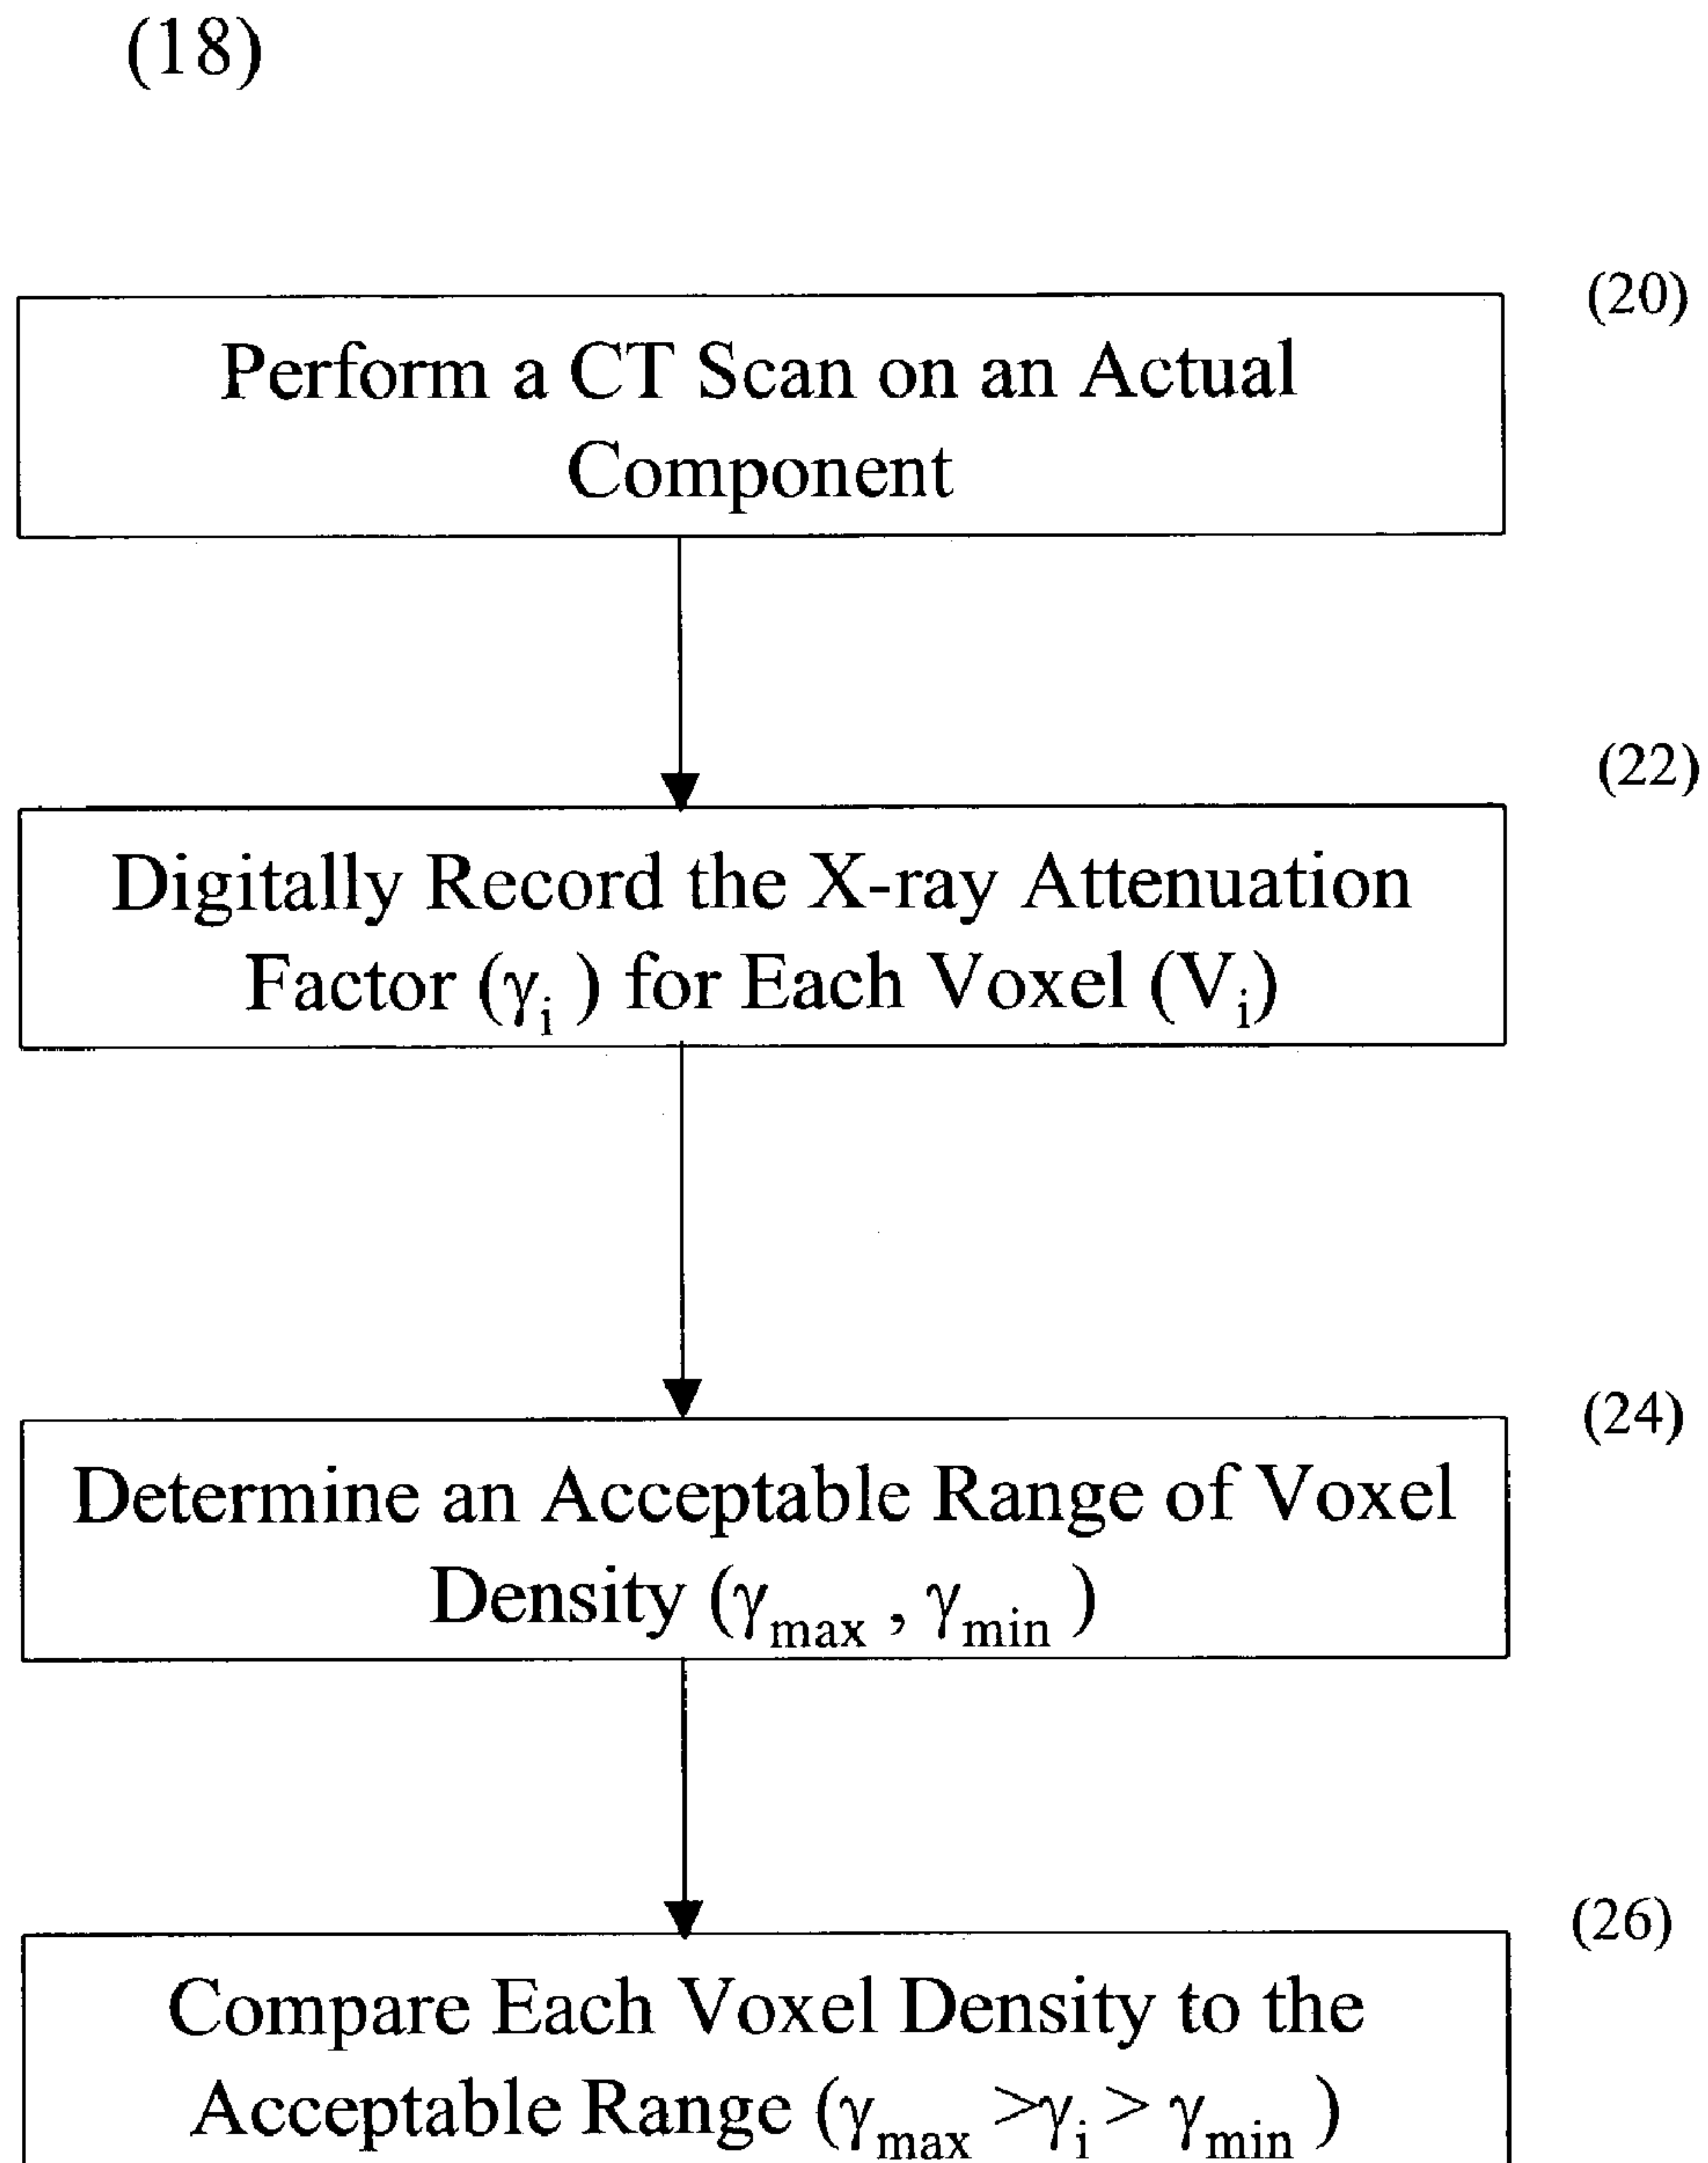 (18)
(20)
Perform a CT Scan on an Actual
Component
(22)
Digitally Record the X-ray Attenuation
Factor (γi ) for Each Voxel (Vi)
(24)
Determine an Acceptable Range of Voxel
Density (γmax , γmin )
(26)
Compare Each Voxel Density to the
Acceptable Range (γmax >γi > γmin )